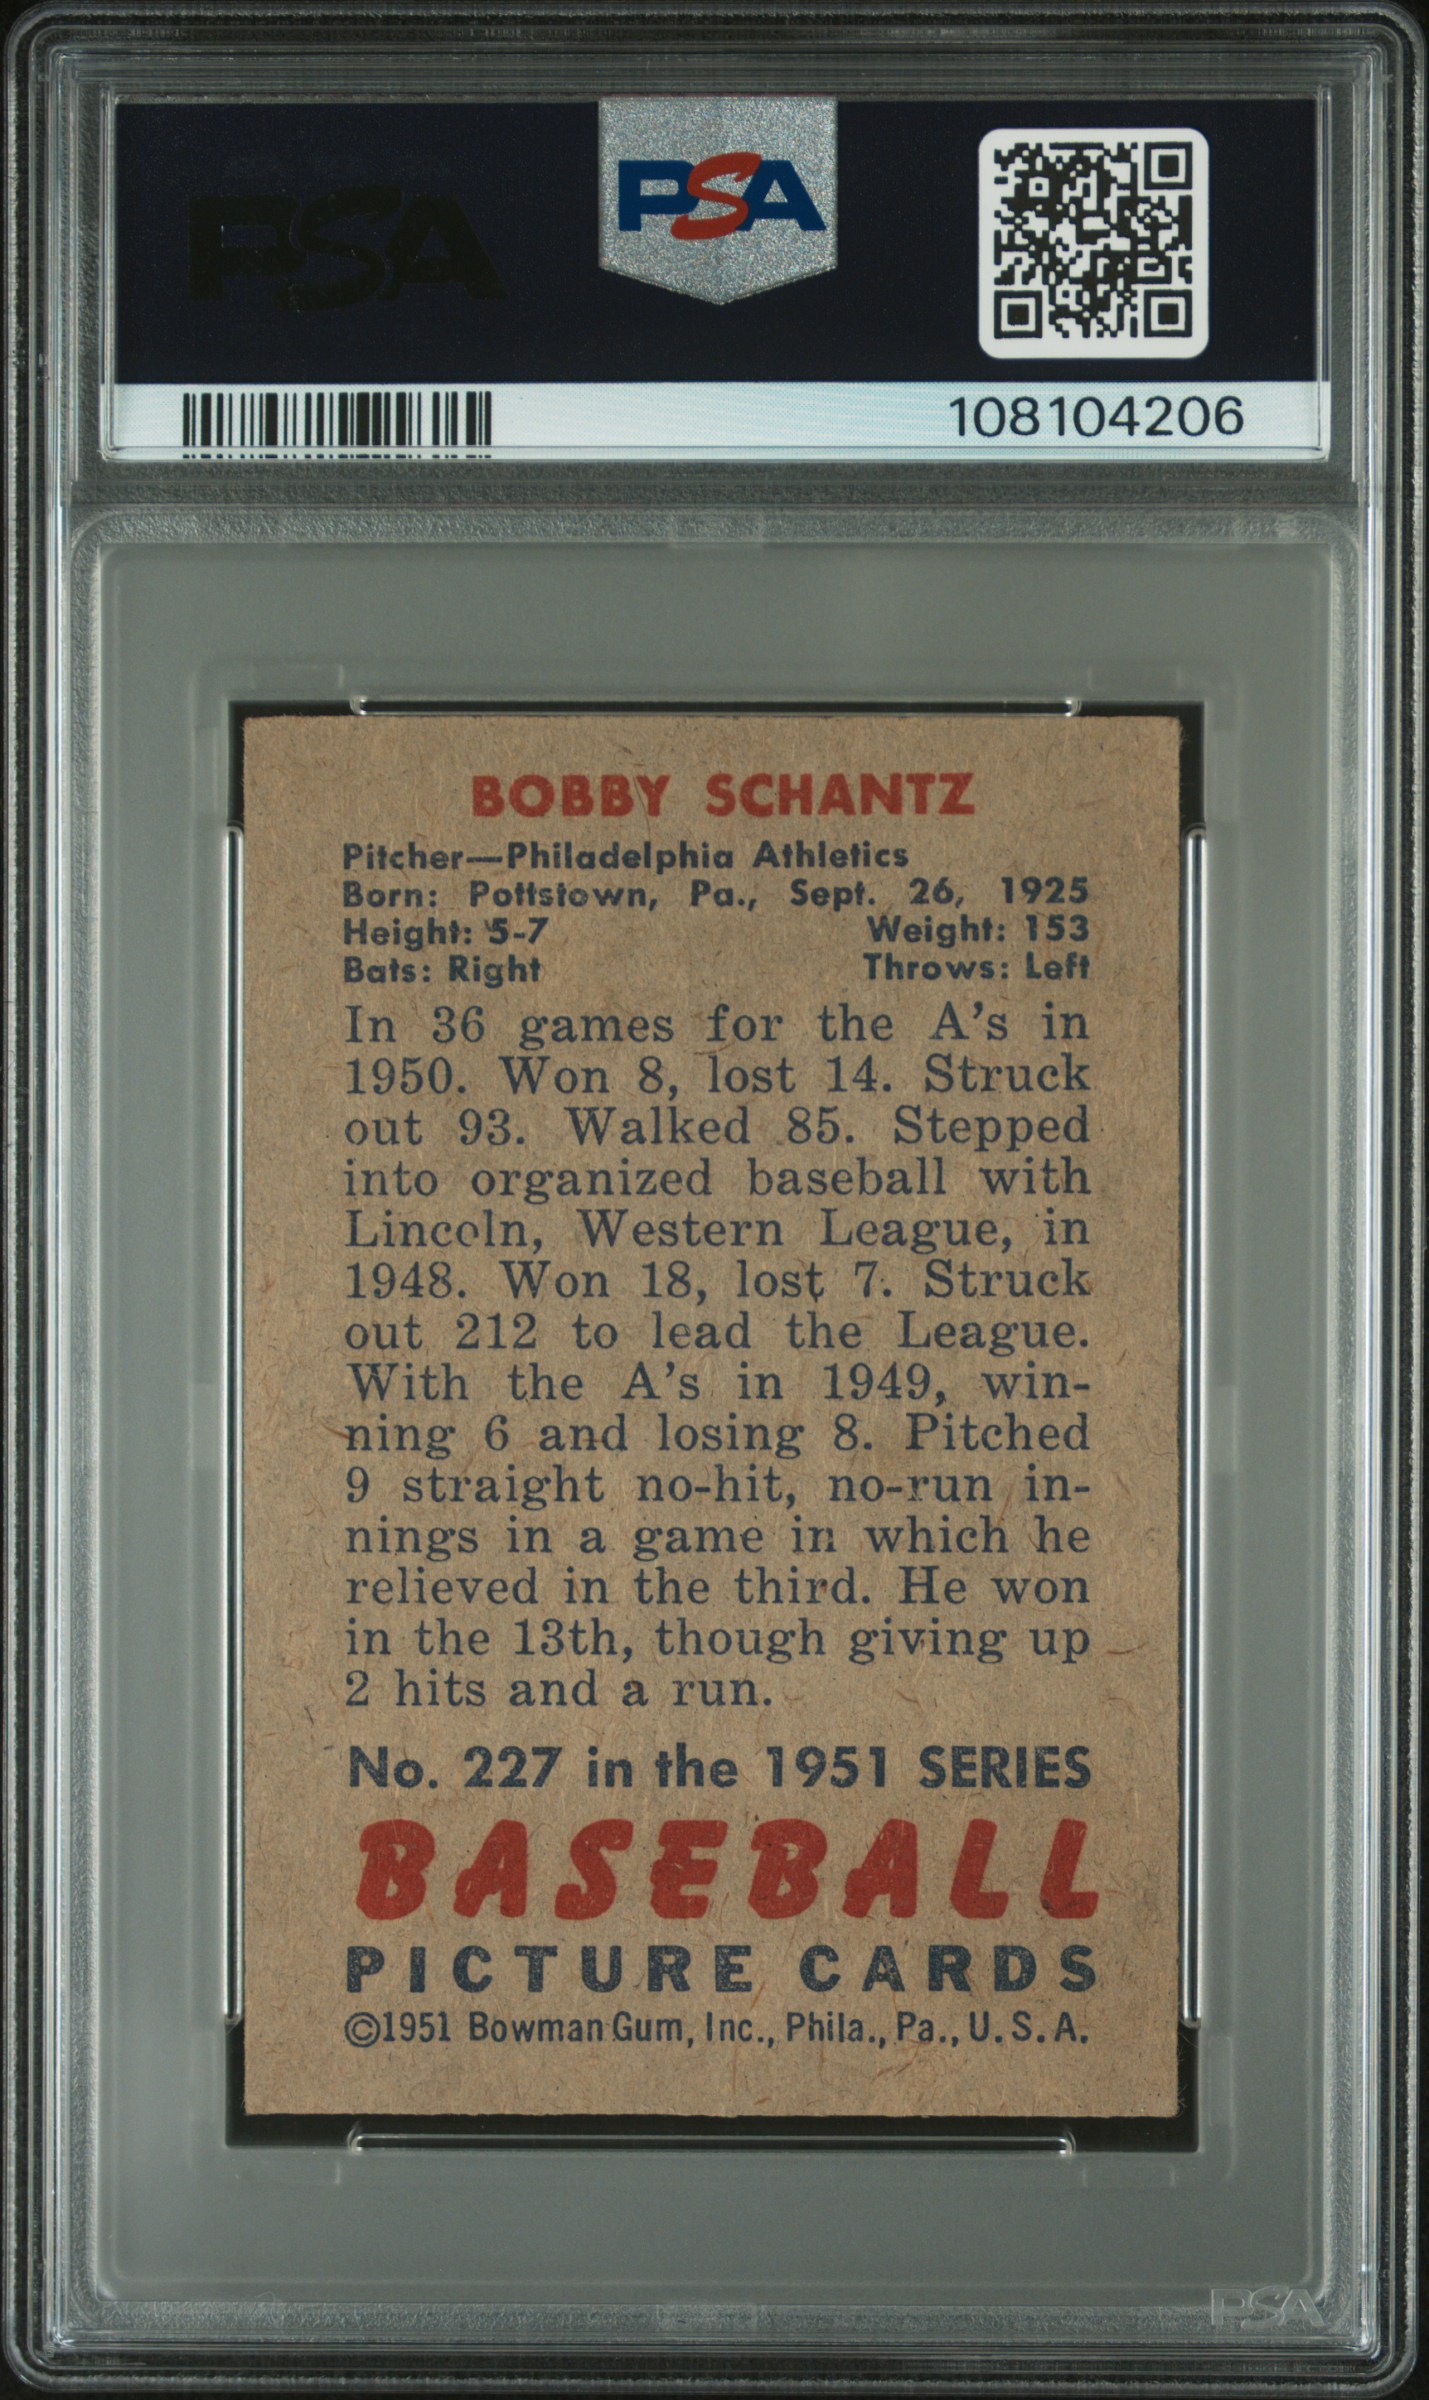 PSA
PSA
108104206
BOBBY SCHANTZ
Pitcher—Philadelphia Athletics
Born: Pottstown, Pa., Sept. 26, 1925
Height: 5-7 Weight: 153
Bats: Right Throws: Left
In 36 games for the A's in
1950. Won 8, lost 14. Struck
out 93. Walked 85. Stepped
into organized baseball with
Lincoln, Western League, in
1948. Won 18, lost 7. Struck
out 212 to lead the League.
With the A's in 1949, win-
ning 6 and losing 8. Pitched
9 straight no-hit, no-run in-
nings in a game in which he
relieved in the third. He won
in the 13th, though giving up
2 hits and a run.
No. 227 in the 1951 SERIES
BASEBALL
PICTURE CARDS
©1951 Bowman Gum, Inc., Phila., Pa., U.S.A.
PSA